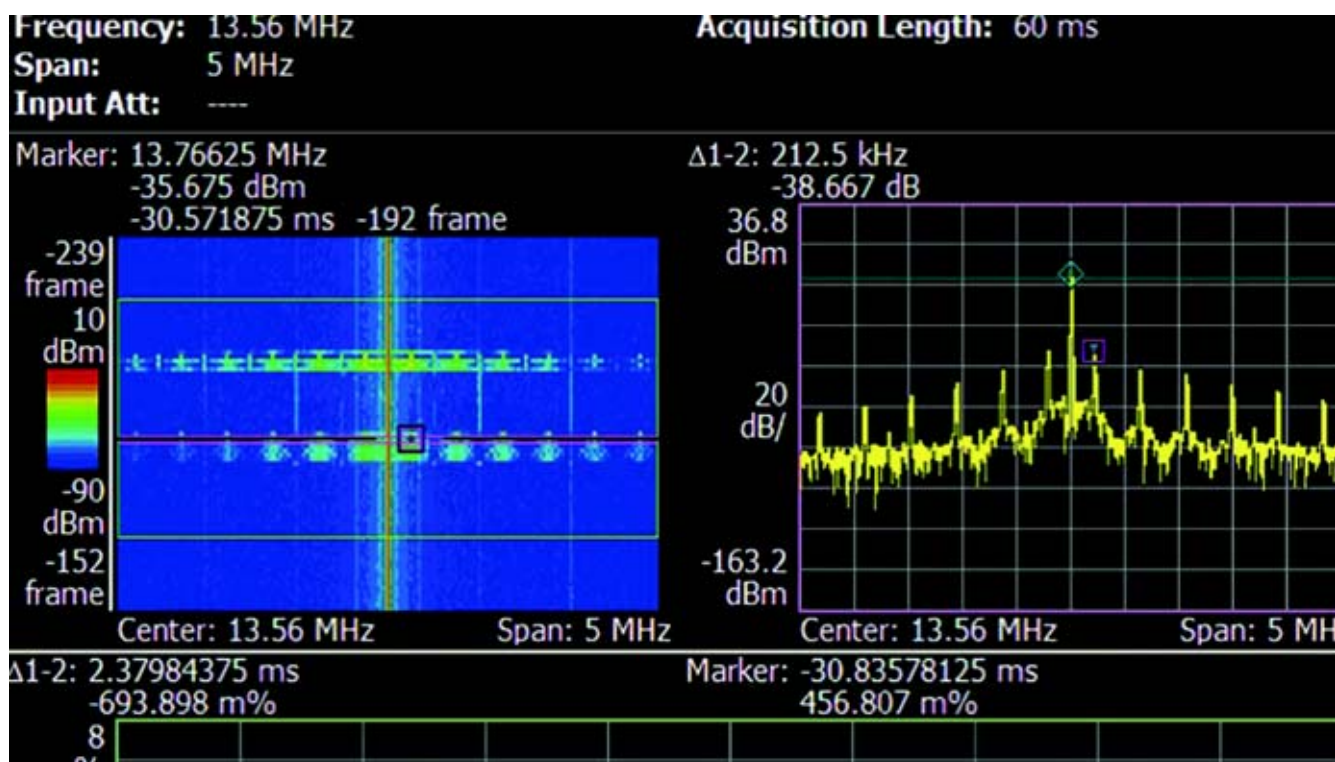 Frequency: 13.56 MHz
Acquisition Length: 60 ms
Span: 5 MHz
Input Att: ----
Marker: 13.76625 MHz
-35.675 dBm
-30.571875 ms -192 frame
-239
frame
10
dBm
-90
dBm
-152
frame
Center: 13.56 MHz Span: 5 MHz
Δ1-2: 212.5 kHz
-38.667 dB
36.8
dBm
20
dB/
-163.2
dBm
Center: 13.56 MHz Span: 5 MH
Δ1-2: 2.37984375 ms
-693.898 m%
8
%
Marker: -30.83578125 ms
456.807 m%